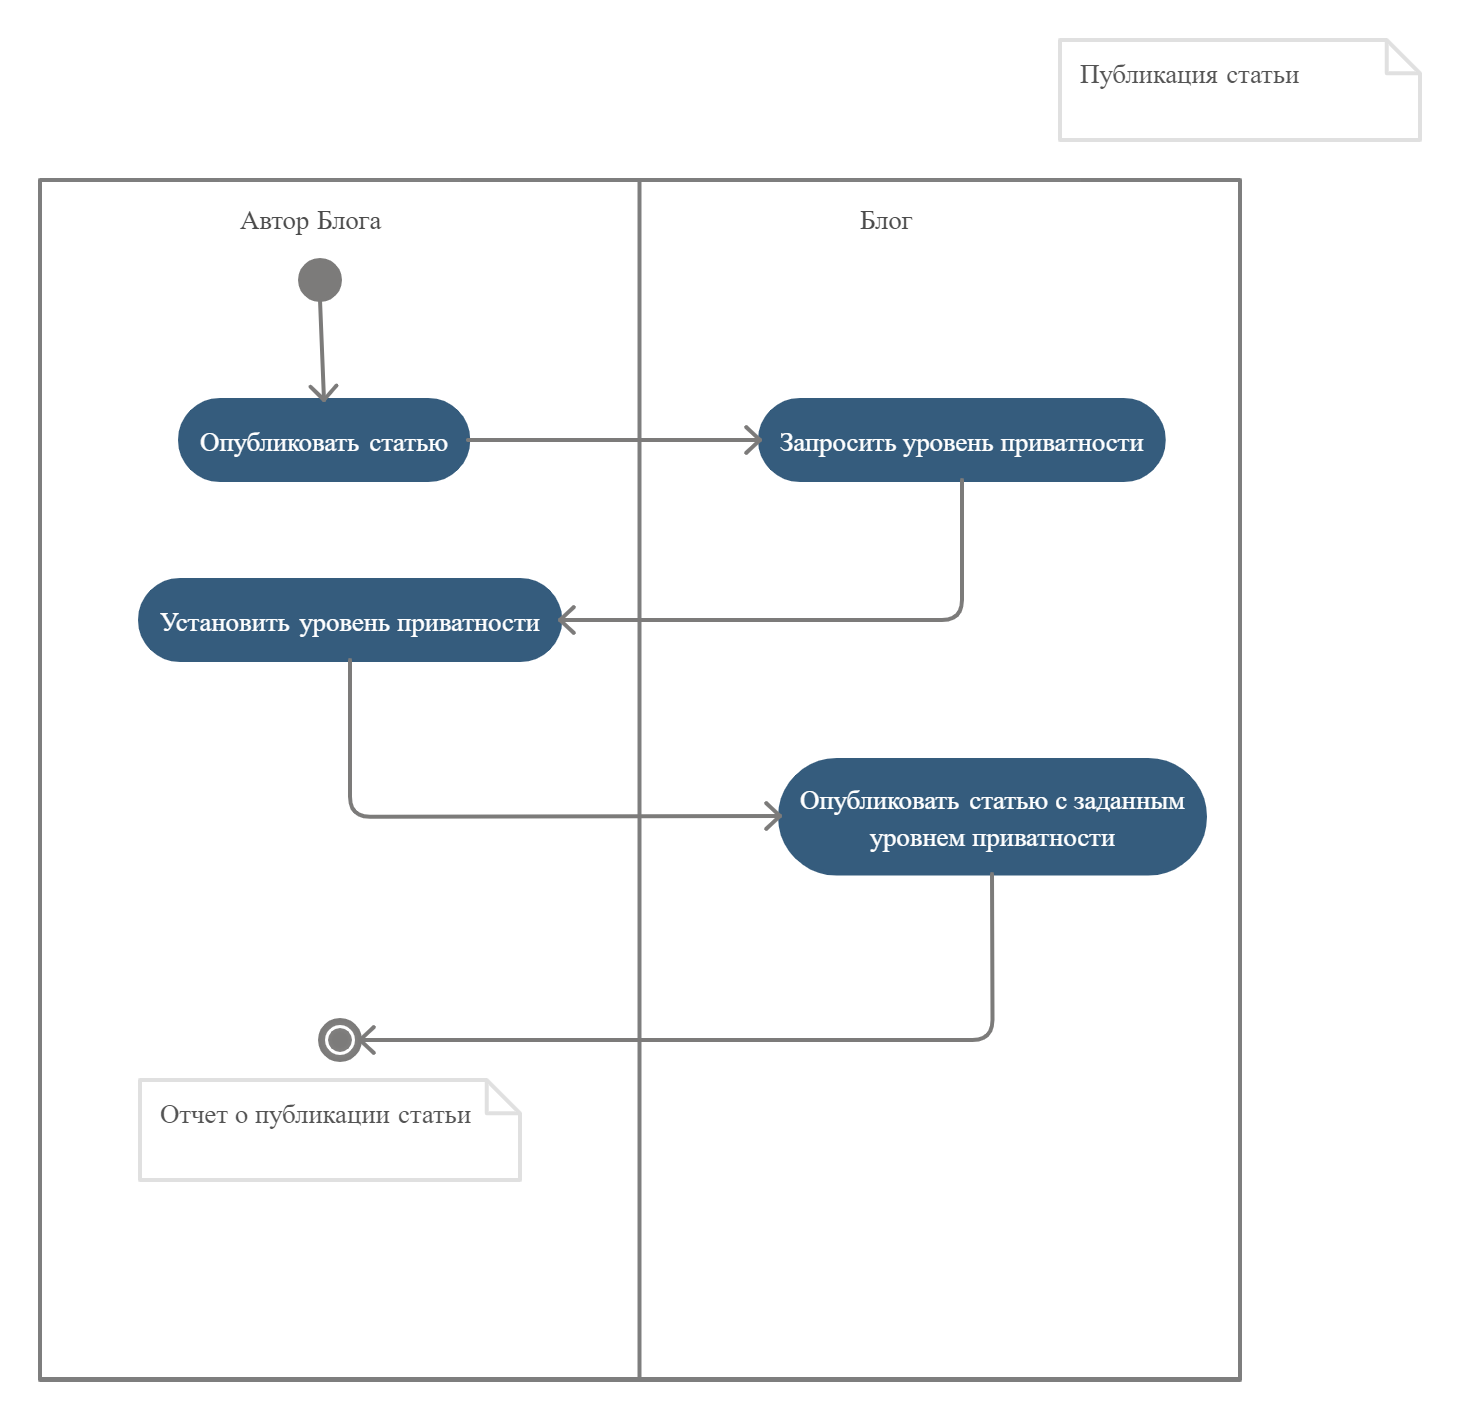 Публикация статьи
Автор Блога
Блог
Опубликовать статью
Запросить уровень приватности
Установить уровень приватности
Опубликовать статью с заданным
уровнем приватности
Отчет о публикации статьи